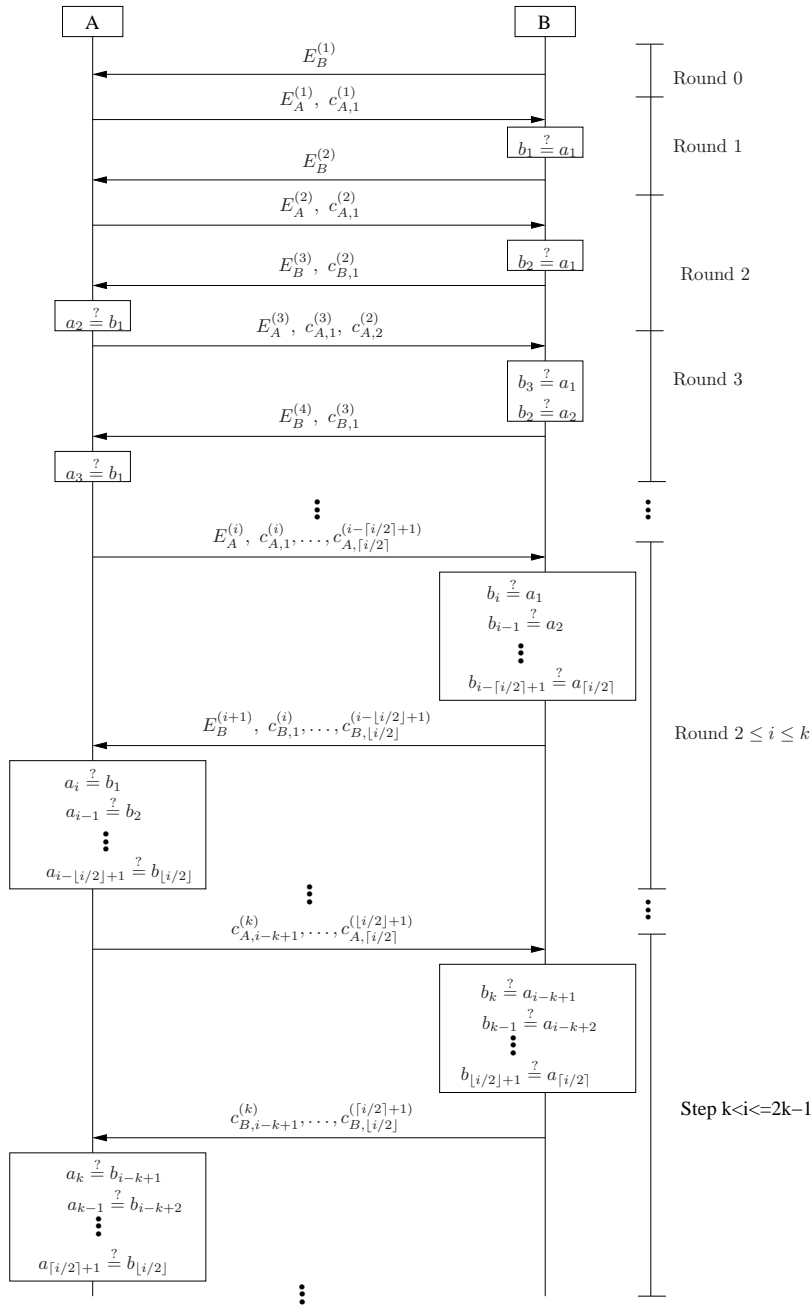 A
B
E_B^{(1)}
Round 0
E_A^{(1)}, c_{A,1}^{(1)}
b_1 ?= a_1
Round 1
E_B^{(2)}
E_A^{(2)}, c_{A,1}^{(2)}
b_2 ?= a_1
E_B^{(3)}, c_{B,1}^{(2)}
Round 2
a_2 ?= b_1
E_A^{(3)}, c_{A,1}^{(3)}, c_{A,2}^{(2)}
b_3 ?= a_1
b_2 ?= a_2
Round 3
E_B^{(4)}, c_{B,1}^{(3)}
a_3 ?= b_1
⋮
⋮
E_A^{(i)}, c_{A,1}^{(i)}, …, c_{A,⌈i/2⌉}^{(i−⌈i/2⌉+1)}
b_i ?= a_1
b_{i−1} ?= a_2
⋮
b_{i−⌈i/2⌉+1} ?= a_{⌈i/2⌉}
E_B^{(i+1)}, c_{B,1}^{(i)}, …, c_{B,⌊i/2⌋}^{(i−⌊i/2⌋+1)}
Round 2 ≤ i ≤ k
a_i ?= b_1
a_{i−1} ?= b_2
⋮
a_{i−⌊i/2⌋+1} ?= b_{⌊i/2⌋}
⋮
⋮
c_{A,i−k+1}^{(k)}, …, c_{A,⌈i/2⌉}^{(⌊i/2⌋+1)}
b_k ?= a_{i−k+1}
b_{k−1} ?= a_{i−k+2}
⋮
b_{⌊i/2⌋+1} ?= a_{⌈i/2⌉}
Step k<i<=2k−1
c_{B,i−k+1}^{(k)}, …, c_{B,⌊i/2⌋}^{(⌈i/2⌉+1)}
a_k ?= b_{i−k+1}
a_{k−1} ?= b_{i−k+2}
⋮
a_{⌈i/2⌉+1} ?= b_{⌊i/2⌋}
⋮